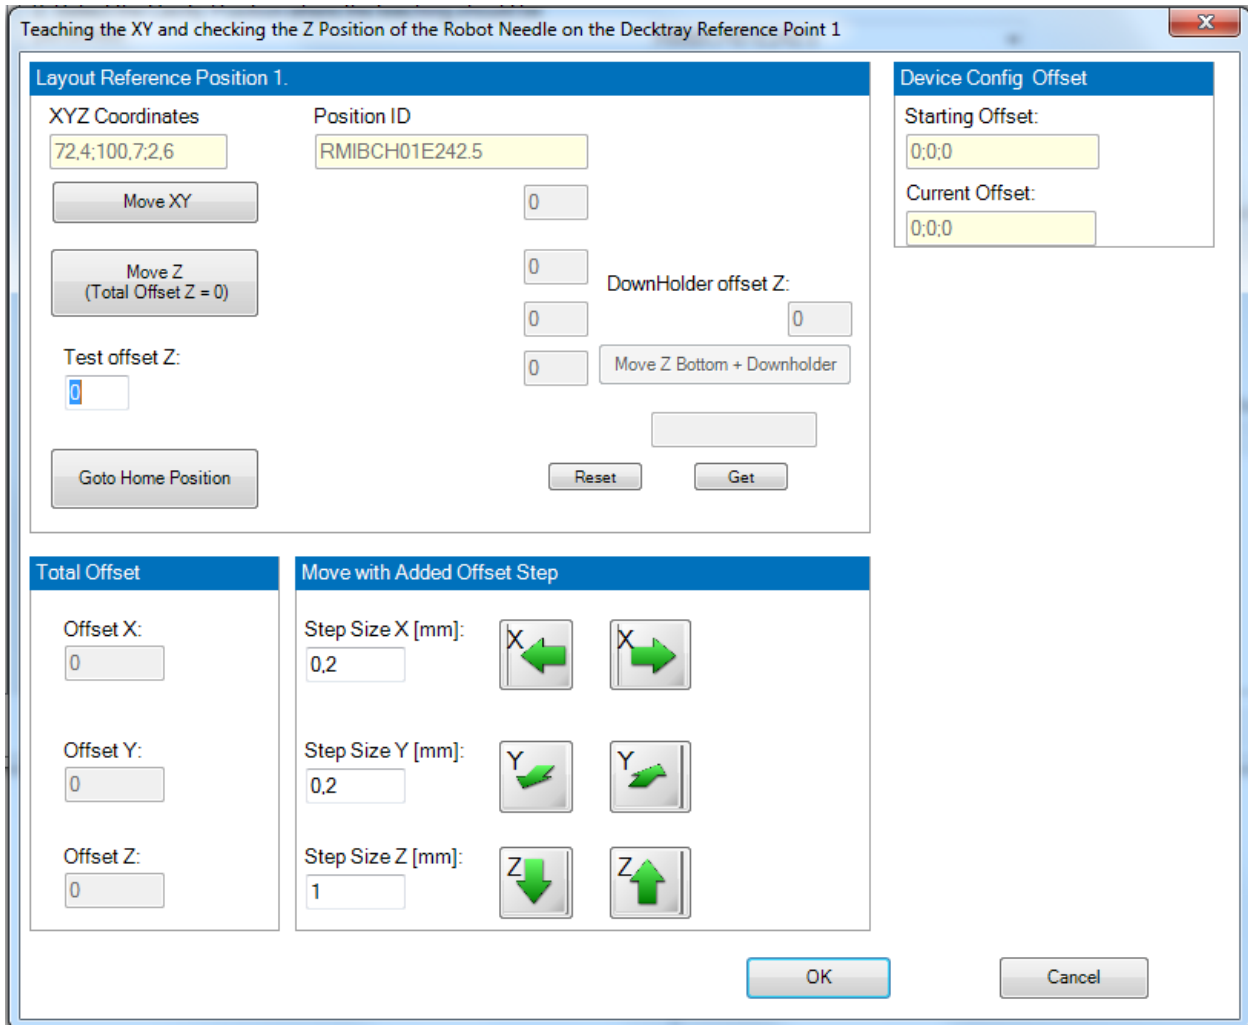 Teaching the XY and checking the Z Position of the Robot Needle on the Decktray Reference Point 1
Layout Reference Position 1.
XYZ Coordinates
Position ID
72,4;100,7;2,6
RMIBCH01E242.5
Move XY
0
Move Z
(Total Offset Z = 0)
0
DownHolder offset Z:
0
0
Test offset Z:
0
0
Move Z Bottom + Downholder
Goto Home Position
Reset
Get
Device Config Offset
Starting Offset:
0;0;0
Current Offset:
0;0;0
Total Offset
Offset X:
0
Offset Y:
0
Offset Z:
0
Move with Added Offset Step
Step Size X [mm]:
0,2
X
X
Step Size Y [mm]:
0,2
Y
Y
Step Size Z [mm]:
1
Z
Z
OK
Cancel